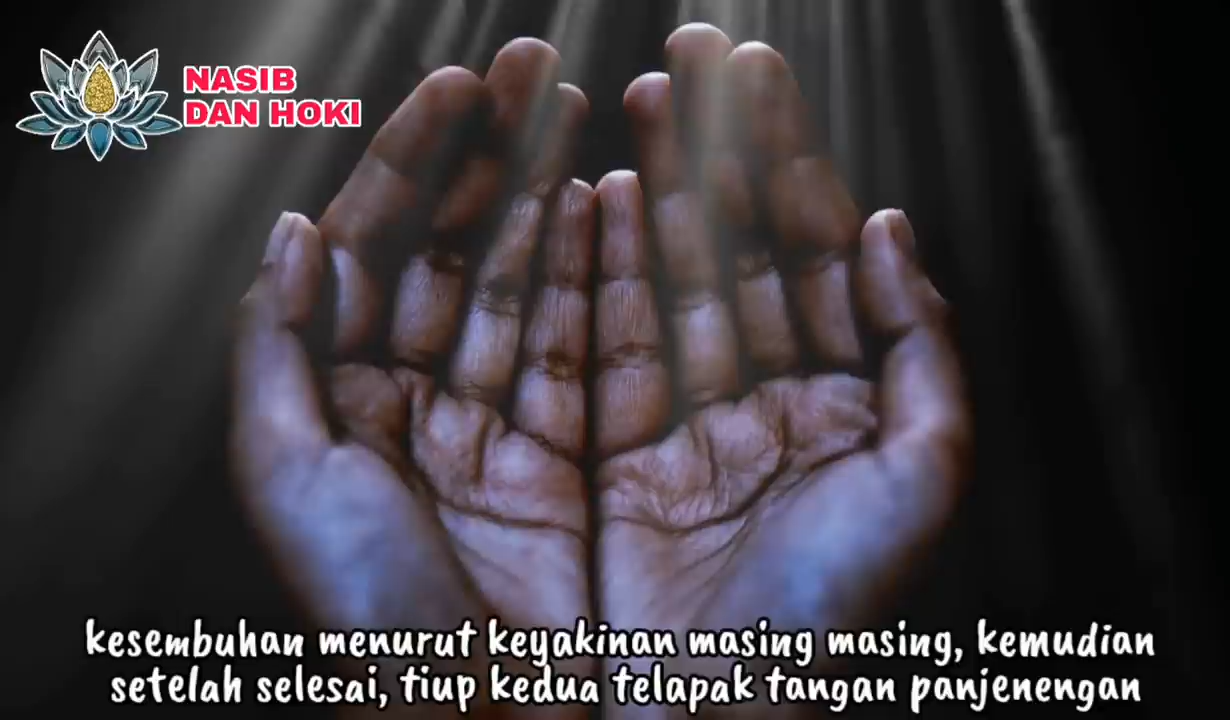 NASIB
DAN HOKI
kesembuhan menurut keyakinan masing masing, kemudian
setelah selesai, tiup kedua telapak tangan panjenengan